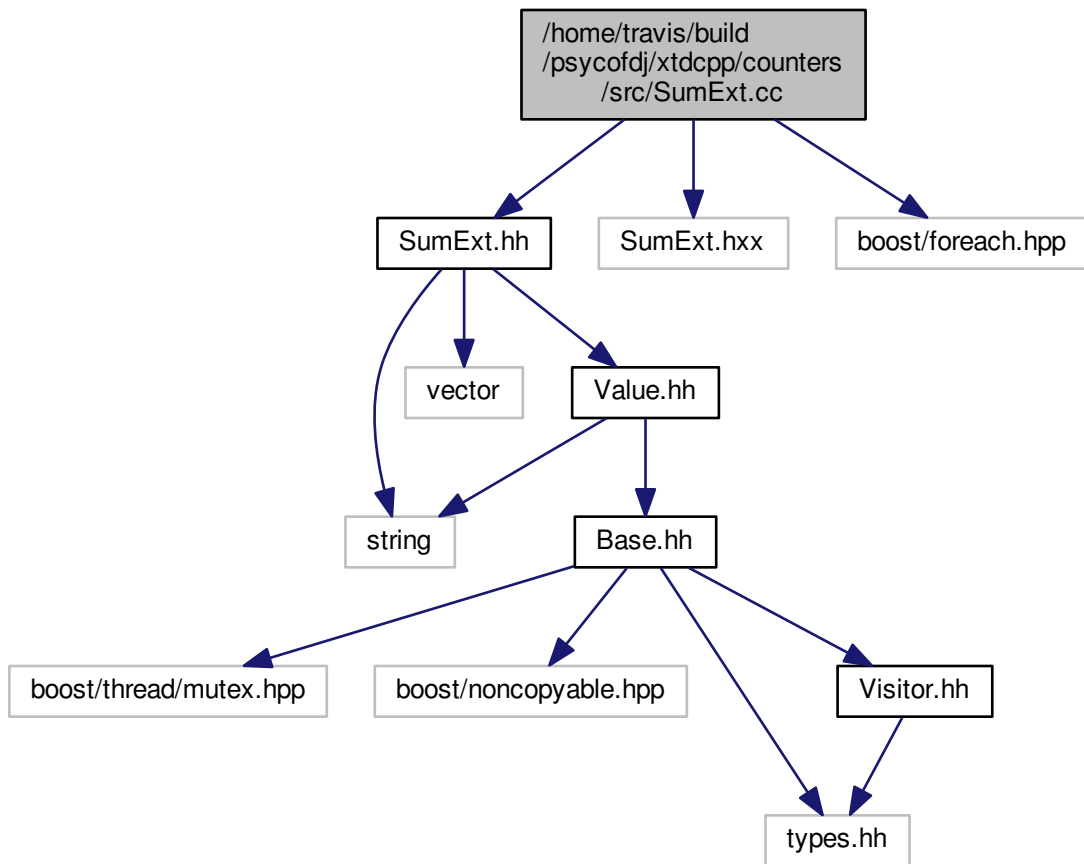 /home/travis/build
/psycofdj/xtdcpp/counters
/src/SumExt.cc
SumExt.hh
SumExt.hxx
boost/foreach.hpp
vector
Value.hh
string
Base.hh
boost/thread/mutex.hpp
boost/noncopyable.hpp
Visitor.hh
types.hh